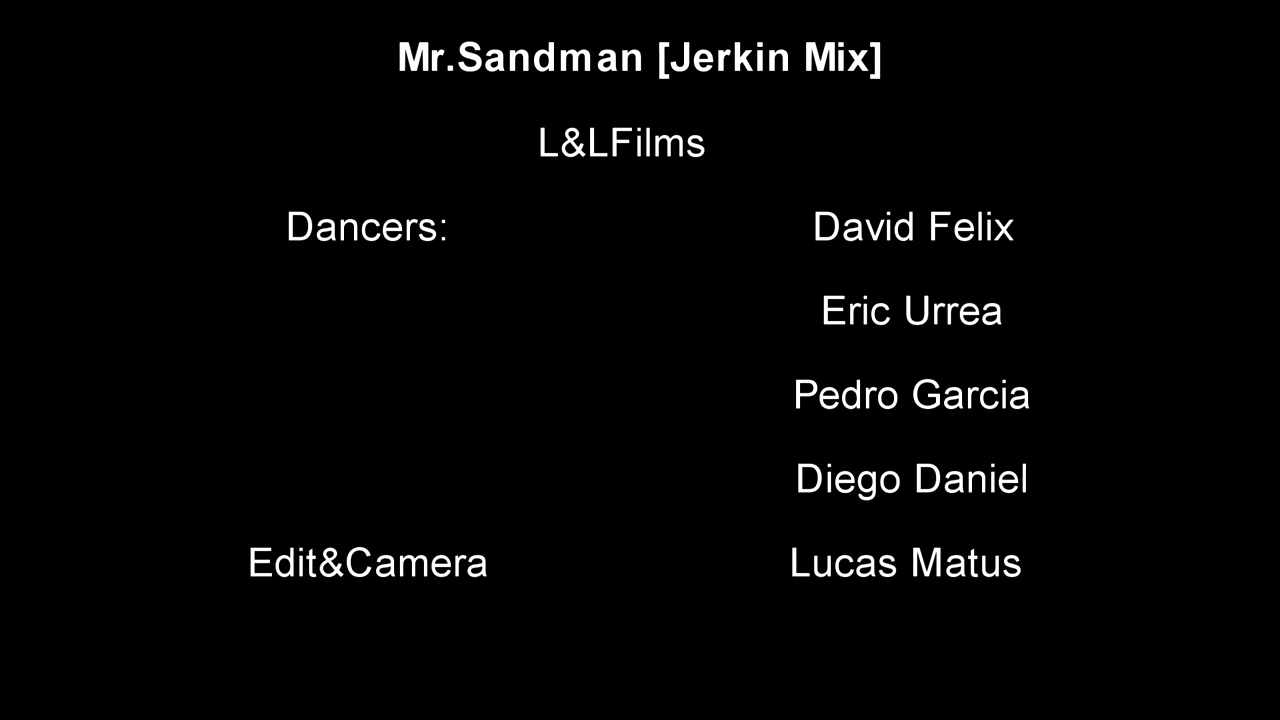 Mr.Sandman [Jerkin Mix]
L&LFilms
Dancers: David Felix
Eric Urrea
Pedro Garcia
Diego Daniel
Edit&Camera Lucas Matus